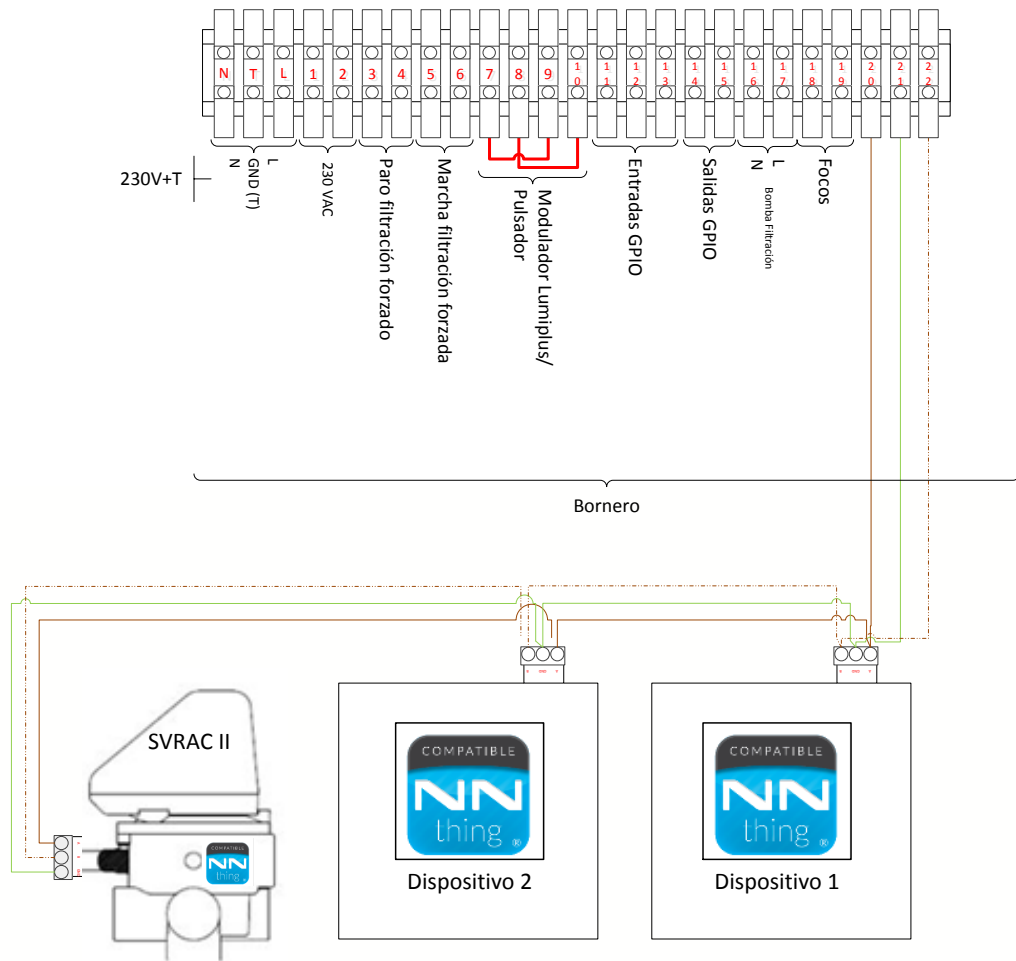 N T L 1 2 3 4 5 6 7 8 9 10 11 12 13 14 15 16 17 18 19 20 21 22
230V+T
N
GND (T)
L
230 VAC
Paro filtración forzado
Marcha filtración forzada
Modulador Lumiplus/
Pulsador
Entradas GPIO
Salidas GPIO
N
L
Bomba Filtración
Focos
Bornero
SVRAC II
COMPATIBLE
NN
thing ®
COMPATIBLE
NN
thing ®
Dispositivo 2
COMPATIBLE
NN
thing ®
Dispositivo 1